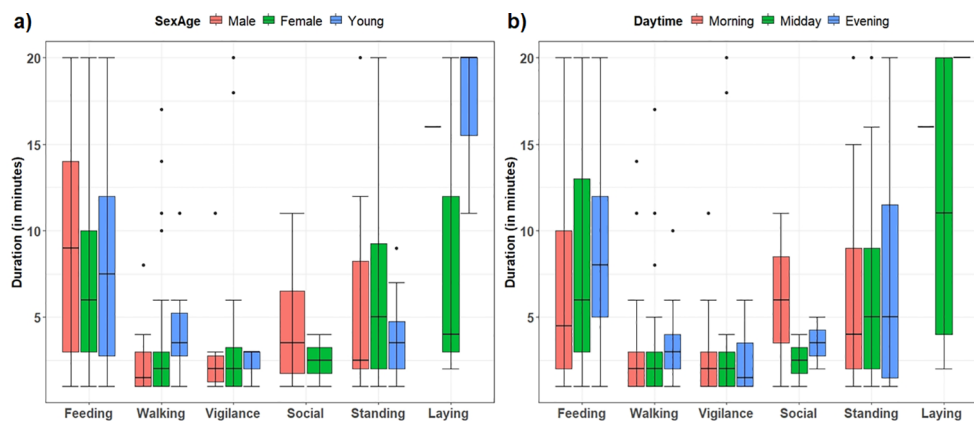 a) SexAge Male Female Young
Duration (in minutes)
20
15
10
5
Feeding Walking Vigilance Social Standing Laying
b) Daytime Morning Midday Evening
Duration (in minutes)
20
15
10
5
Feeding Walking Vigilance Social Standing Laying